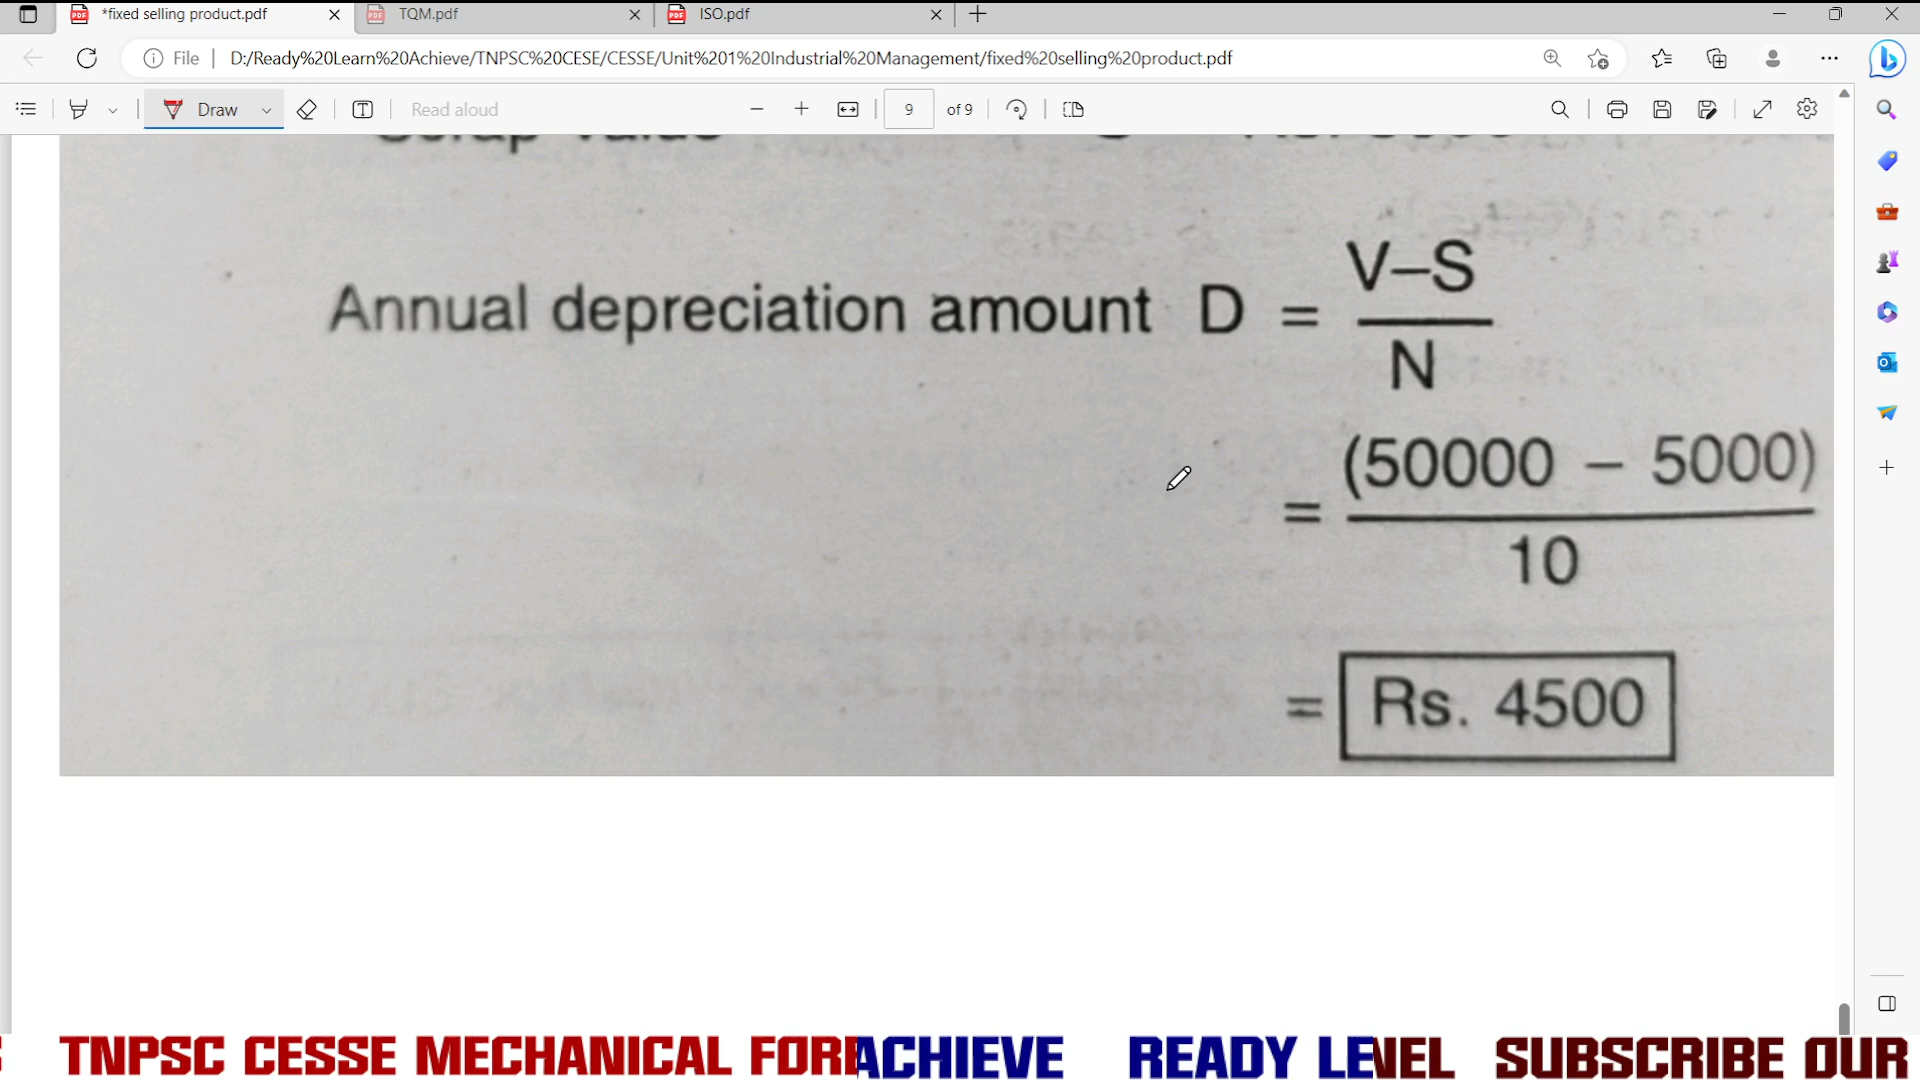 *fixed selling product.pdf
TQM.pdf
ISO.pdf
File
D:/Ready%20Learn%20Achieve/TNPSC%20CESE/CESSE/Unit%201%20Industrial%20Management/fixed%20selling%20product.pdf
Draw
Read aloud
9
of 9
Scrap value
Annual depreciation amount D = V–S
N
= (50000 – 5000)
10
= Rs. 4500
TNPSC CESSE MECHANICAL ACHIEVE READY SUBSCRIBE OUR